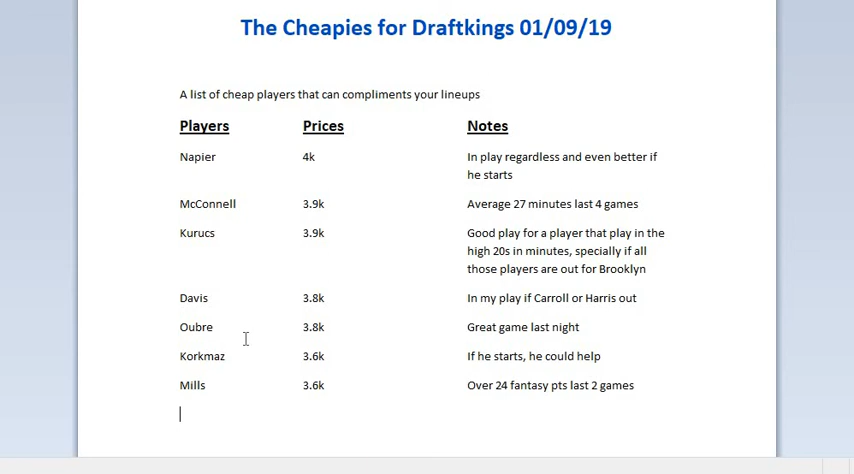 The Cheapies for Draftkings 01/09/19
A list of cheap players that can compliments your lineups
Players Prices Notes
Napier 4k In play regardless and even better if
he starts
McConnell 3.9k Average 27 minutes last 4 games
Kurucs 3.9k Good play for a player that play in the
high 20s in minutes, specially if all
those players are out for Brooklyn
Davis 3.8k In my play if Carroll or Harris out
Oubre 3.8k Great game last night
Korkmaz 3.6k If he starts, he could help
Mills 3.6k Over 24 fantasy pts last 2 games